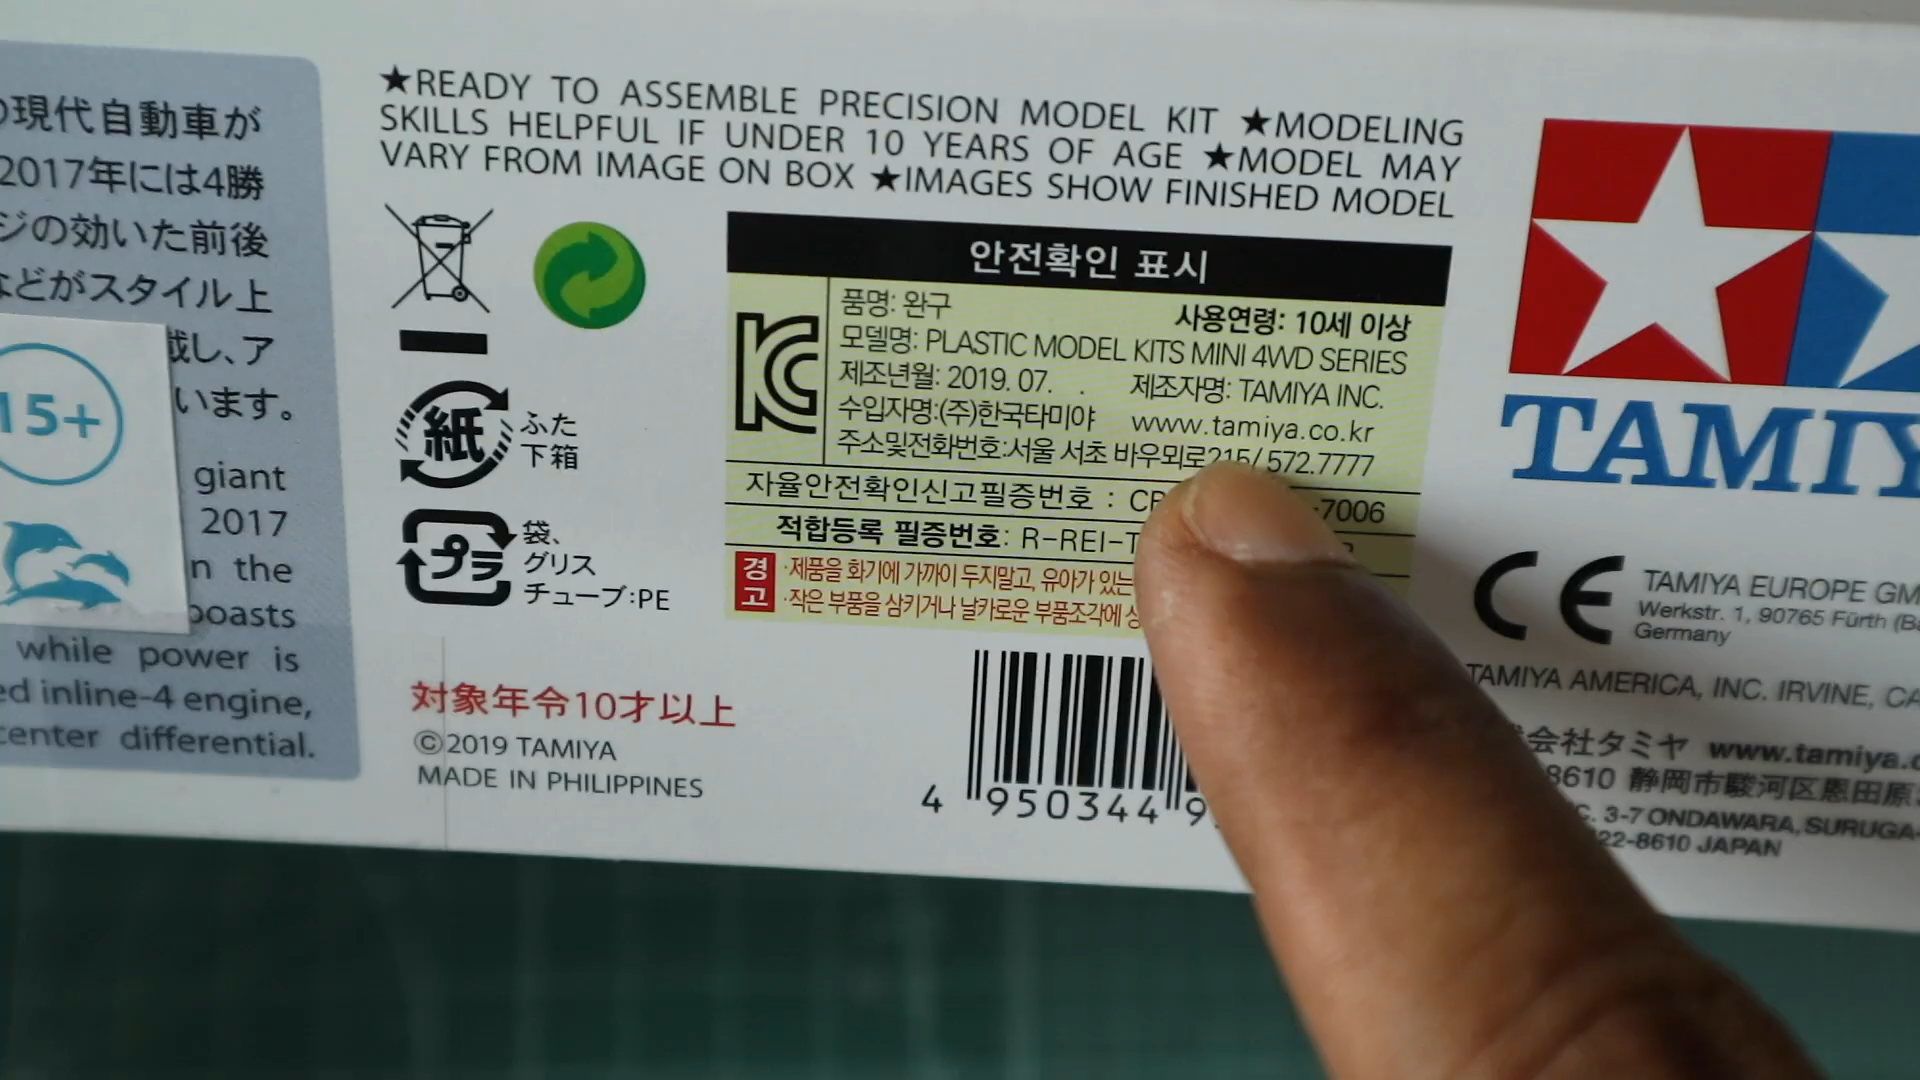 現代自動車が
2017年には4勝
ジの効いた前後
などがスタイル上
載し、ア
います。
15+
giant
2017
n the
boasts
while power is
ed inline-4 engine,
center differential.
★READY TO ASSEMBLE PRECISION MODEL KIT ★MODELING
SKILLS HELPFUL IF UNDER 10 YEARS OF AGE ★MODEL MAY
VARY FROM IMAGE ON BOX ★IMAGES SHOW FINISHED MODEL
紙
ふた
下箱
プラ
袋、
グリス
チューブ:PE
対象年令10才以上
©2019 TAMIYA
MADE IN PHILIPPINES
안전확인 표시
품명: 완구 사용연령: 10세 이상
모델명: PLASTIC MODEL KITS MINI 4WD SERIES
제조년월: 2019. 07. . 제조자명: TAMIYA INC.
수입자명:(주)한국타미야 www.tamiya.co.kr
주소및전화번호:서울 서초 바우뫼로215/ 572.7777
자율안전확인신고필증번호 : CB -7006
적합등록 필증번호: R-REI-T
경고
·제품을 화기에 가까이 두지말고, 유아가 있는
·작은 부품을 삼키거나 날카로운 부품조각에
4 950344 9
TAMIY
CE
TAMIYA EUROPE GM
Werkstr. 1, 90765 Fürth (Ba
Germany
TAMIYA AMERICA, INC. IRVINE, CA
会社タミヤ www.tamiya.c
8610 静岡市駿河区恩田原
C. 3-7 ONDAWARA, SURUGA-
22-8610 JAPAN